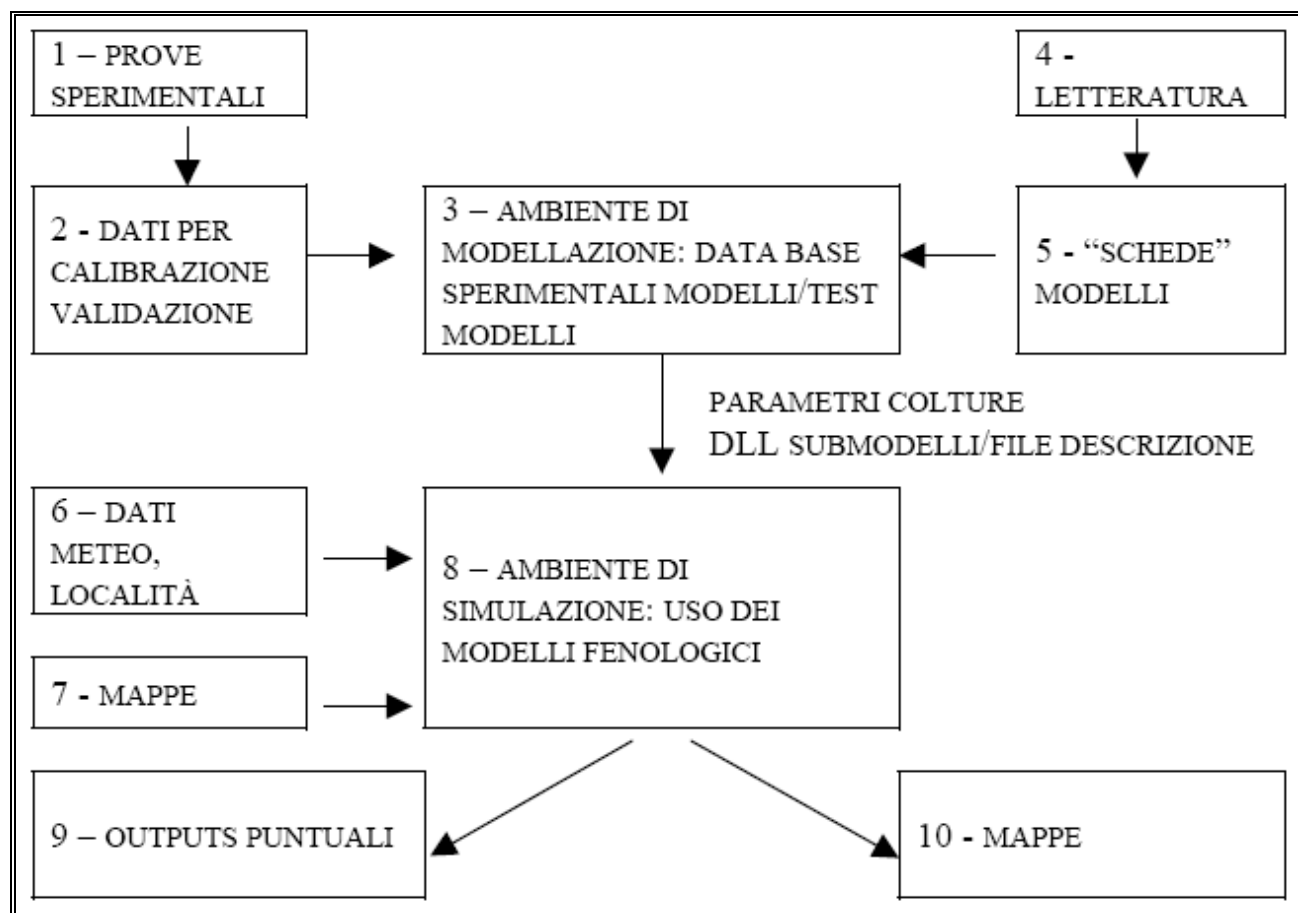 1 – PROVE
SPERIMENTALI
4 -
LETTERATURA
2 - DATI PER
CALIBRAZIONE
VALIDAZIONE
3 – AMBIENTE DI
MODELLAZIONE: DATA BASE
SPERIMENTALI MODELLI/TEST
MODELLI
5 - “SCHEDE”
MODELLI
PARAMETRI COLTURE
DLL SUBMODELLI/FILE DESCRIZIONE
6 – DATI
METEO,
LOCALITÀ
7 - MAPPE
8 – AMBIENTE DI
SIMULAZIONE: USO DEI
MODELLI FENOLOGICI
9 – OUTPUTS PUNTUALI
10 - MAPPE